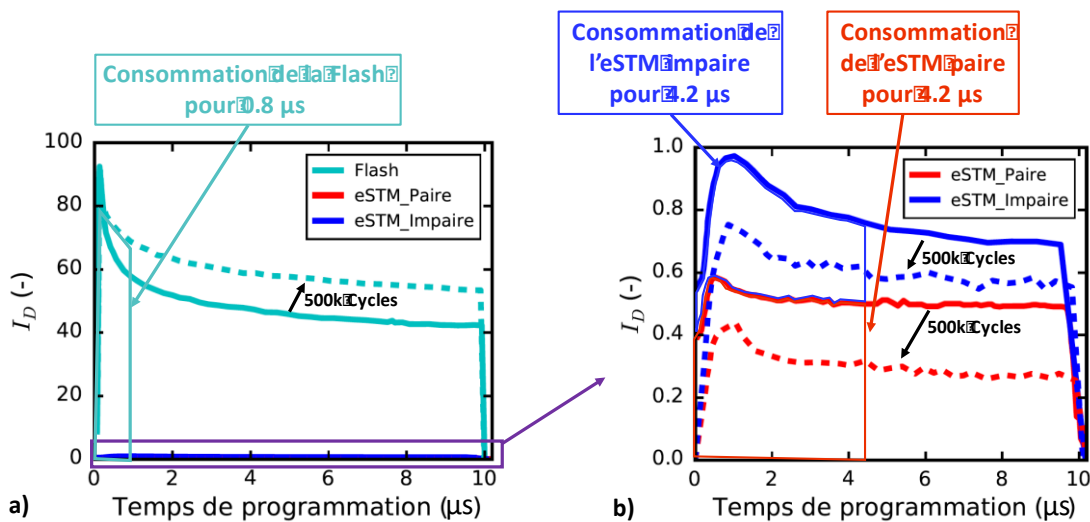 Consommation de la Flash
pour 0.8 µs
Consommation de
l'eSTM impaire
pour 4.2 µs
Consommation
de l'eSTM paire
pour 4.2 µs
100
80
60
40
20
0
I_D (-)
Flash
eSTM_Paire
eSTM_Impaire
500k Cycles
0 2 4 6 8 10
Temps de programmation (µs)
a)
1.0
0.8
0.6
0.4
0.2
0.0
I_D (-)
eSTM_Paire
eSTM_Impaire
500k Cycles
500k Cycles
0 2 4 6 8 10
Temps de programmation (µs)
b)